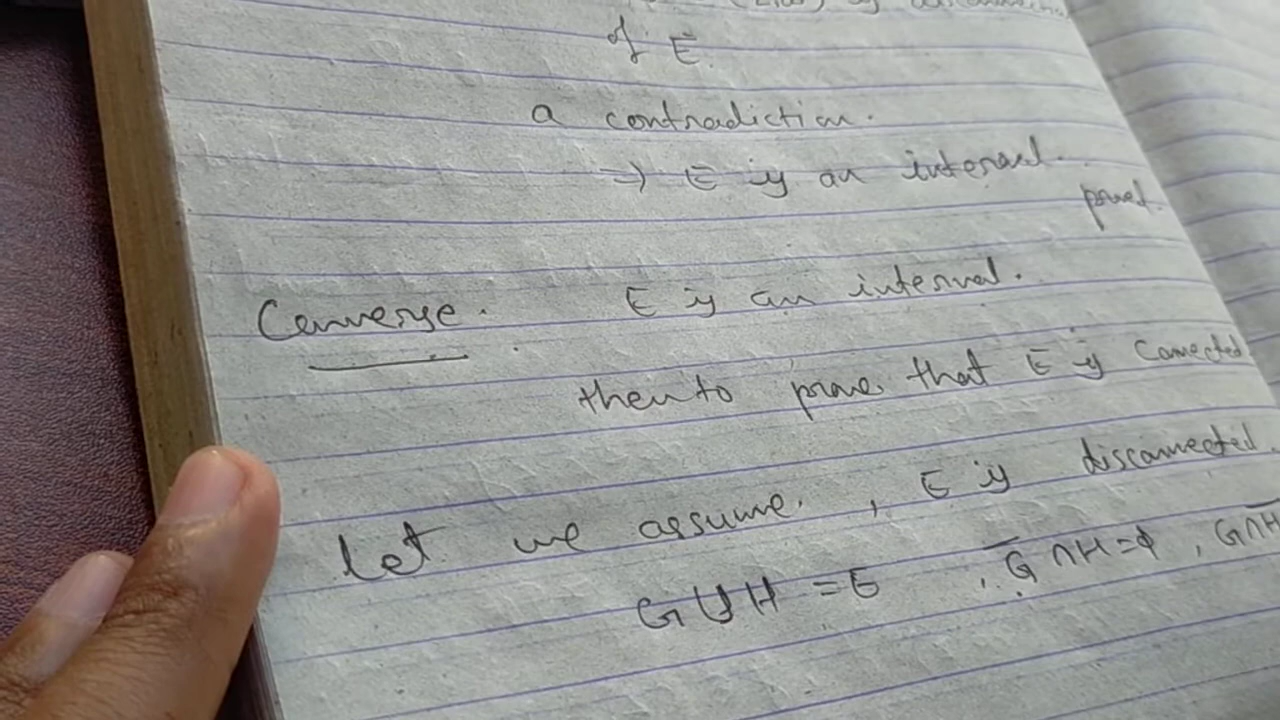 of E.
a contradiction.
⇒ E is an interval.
proved.
Converse. E is an interval.
then to prove that E is connected.
Let we assume, E is disconnected.
G∪H = E , G̅∩H=ϕ , G∩H̅